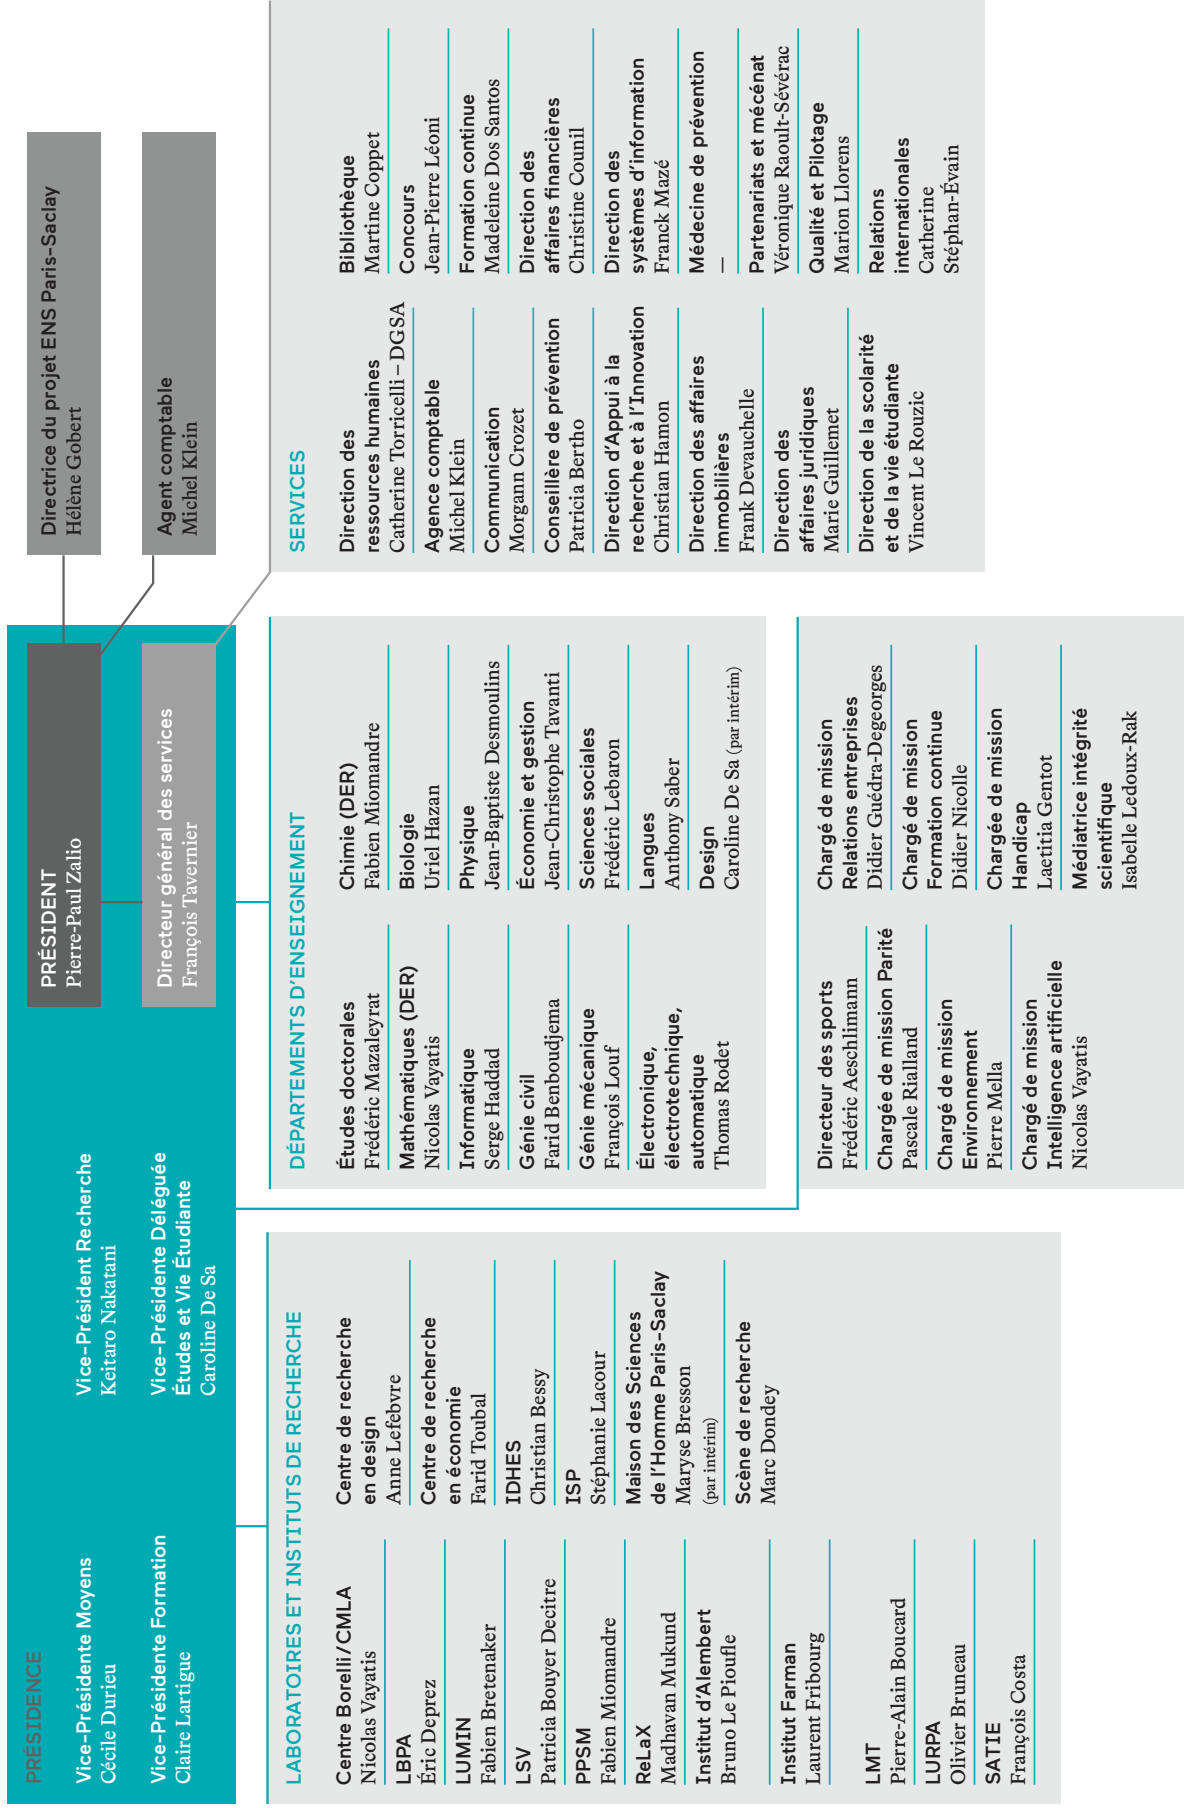 PRÉSIDENCE
Vice-Présidente Moyens
Cécile Durieu
Vice-Présidente Formation
Claire Lartigue
Vice-Président Recherche
Keitaro Nakatani
Vice-Présidente Déléguée
Études et Vie Étudiante
Caroline De Sa
PRÉSIDENT
Pierre-Paul Zalio
Directeur général des services
François Tavernier
Directrice du projet ENS Paris-Saclay
Hélène Gobert
Agent comptable
Michel Klein
LABORATOIRES ET INSTITUTS DE RECHERCHE
Centre Borelli/CMLA
Nicolas Vayatis
LBPA
Éric Deprez
LUMIN
Fabien Bretenaker
LSV
Patricia Bouyer Decitre
PPSM
Fabien Miomandre
ReLaX
Madhavan Mukund
Institut d'Alembert
Bruno Le Pioufle
Institut Farman
Laurent Fribourg
LMT
Pierre-Alain Boucard
LURPA
Olivier Bruneau
SATIE
François Costa
Centre de recherche
en design
Anne Lefebvre
Centre de recherche
en économie
Farid Toubal
IDHES
Christian Bessy
ISP
Stéphanie Lacour
Maison des Sciences
de l'Homme Paris-Saclay
Maryse Bresson
(par intérim)
Scène de recherche
Marc Dondey
DÉPARTEMENTS D'ENSEIGNEMENT
Études doctorales
Frédéric Mazaleyrat
Mathématiques (DER)
Nicolas Vayatis
Informatique
Serge Haddad
Génie civil
Farid Benboudjema
Génie mécanique
François Louf
Électronique,
électrotechnique,
automatique
Thomas Rodet
Chimie (DER)
Fabien Miomandre
Biologie
Uriel Hazan
Physique
Jean-Baptiste Desmoulins
Économie et gestion
Jean-Christophe Tavanti
Sciences sociales
Frédéric Lebaron
Langues
Anthony Saber
Design
Caroline De Sa (par intérim)
Directeur des sports
Frédéric Aeschlimann
Chargée de mission Parité
Pascale Rialland
Chargé de mission
Environnement
Pierre Mella
Chargé de mission
Intelligence artificielle
Nicolas Vayatis
Chargé de mission
Relations entreprises
Didier Guédra-Degeorges
Chargé de mission
Formation continue
Didier Nicolle
Chargée de mission
Handicap
Laetitia Gentot
Médiatrice intégrité
scientifique
Isabelle Ledoux-Rak
SERVICES
Direction des
ressources humaines
Catherine Torricelli – DGSA
Agence comptable
Michel Klein
Communication
Morgann Crozet
Conseillère de prévention
Patricia Bertho
Direction d'Appui à la
recherche et à l'Innovation
Christian Hamon
Direction des affaires
immobilières
Frank Devauchelle
Direction des
affaires juridiques
Marie Guillemet
Direction de la scolarité
et de la vie étudiante
Vincent Le Rouzic
Bibliothèque
Martine Coppet
Concours
Jean-Pierre Léoni
Formation continue
Madeleine Dos Santos
Direction des
affaires financières
Christine Counil
Direction des
systèmes d'information
Franck Mazé
Médecine de prévention
—
Partenariats et mécénat
Véronique Raoult-Sévérac
Qualité et Pilotage
Marion Llorens
Relations
internationales
Catherine
Stéphan-Évain